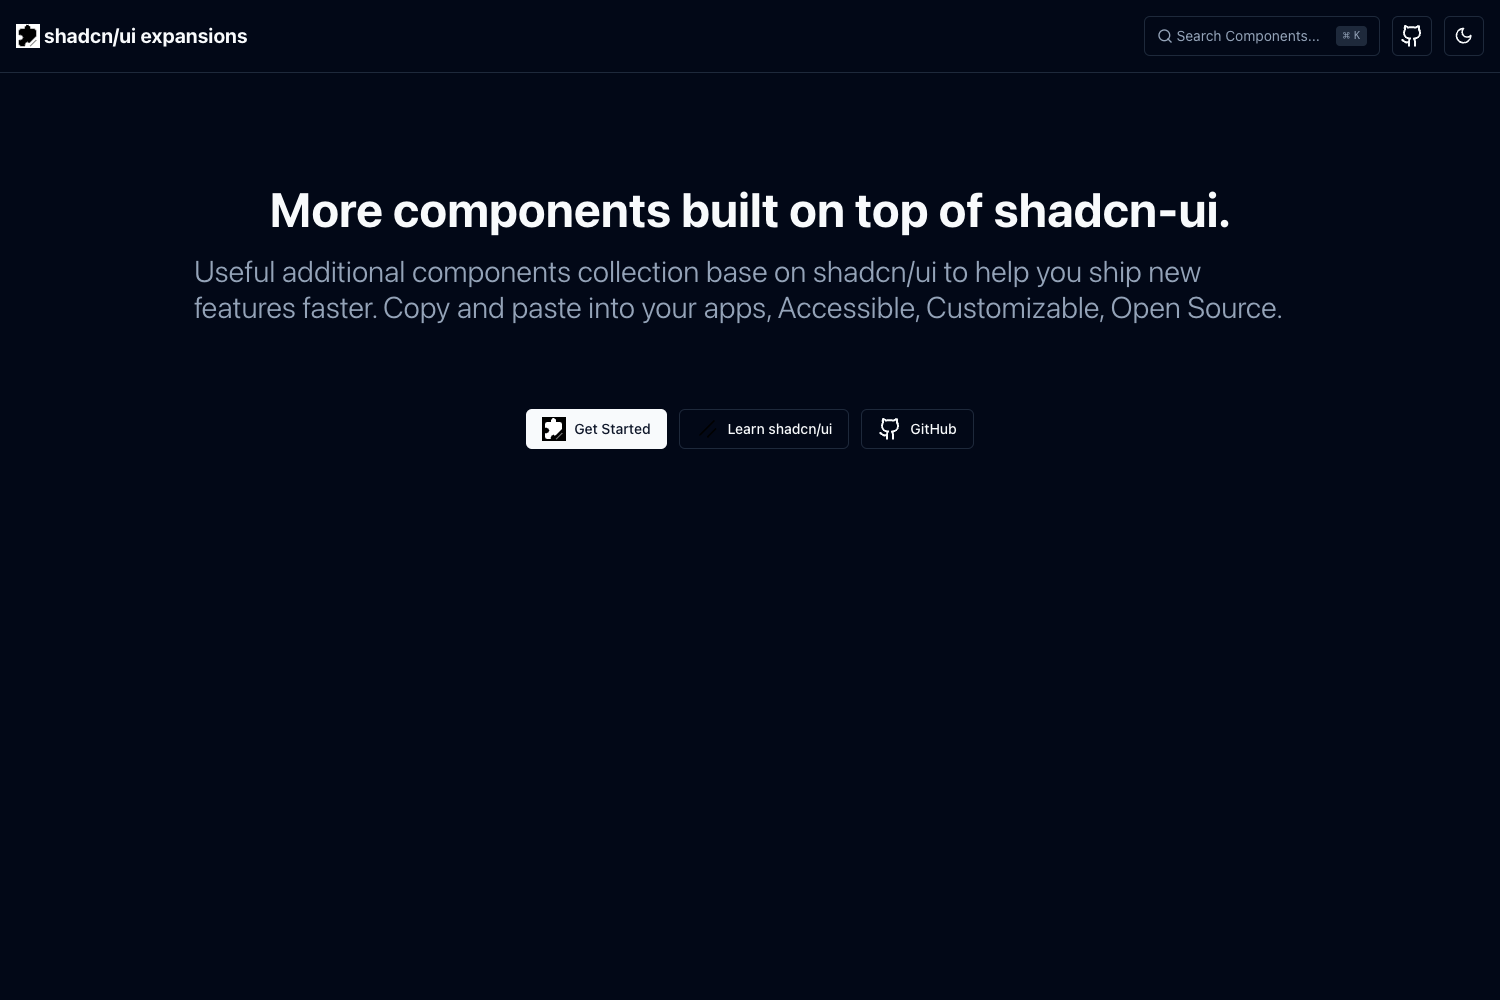 shadcn/ui expansions
Search Components...
⌘ K
More components built on top of shadcn-ui.
Useful additional components collection base on shadcn/ui to help you ship new
features faster. Copy and paste into your apps, Accessible, Customizable, Open Source.
Get Started
Learn shadcn/ui
GitHub